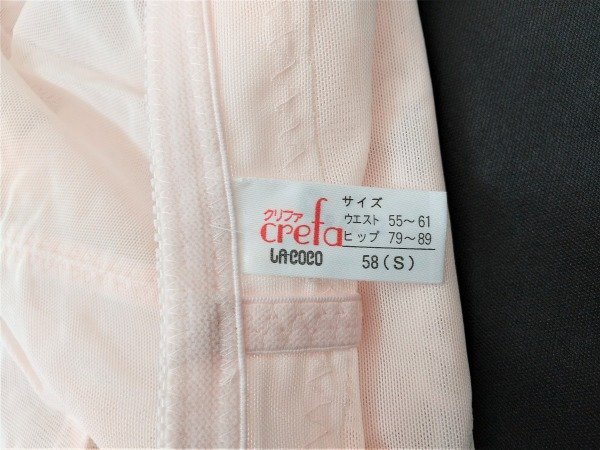 クリファ
crefa
LACOCO
サイズ
ウエスト 55～61
ヒップ 79～89
58(S)